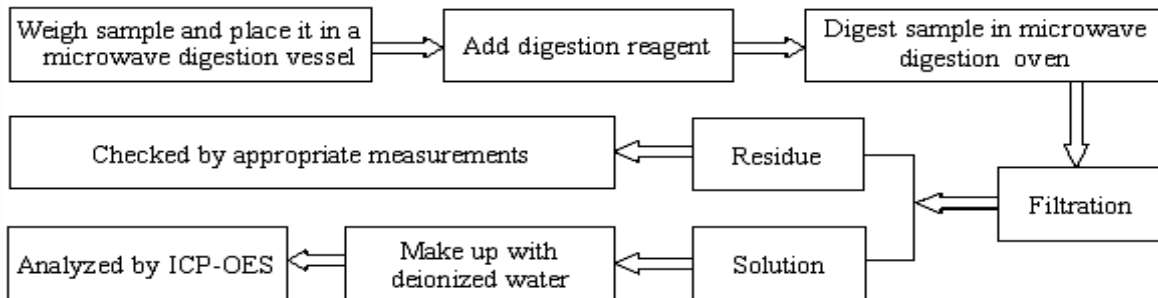 Weigh sample and place it in a
microwave digestion vessel
Add digestion reagent
Digest sample in microwave
digestion oven
Filtration
Residue
Checked by appropriate measurements
Solution
Make up with
deionized water
Analyzed by ICP-OES